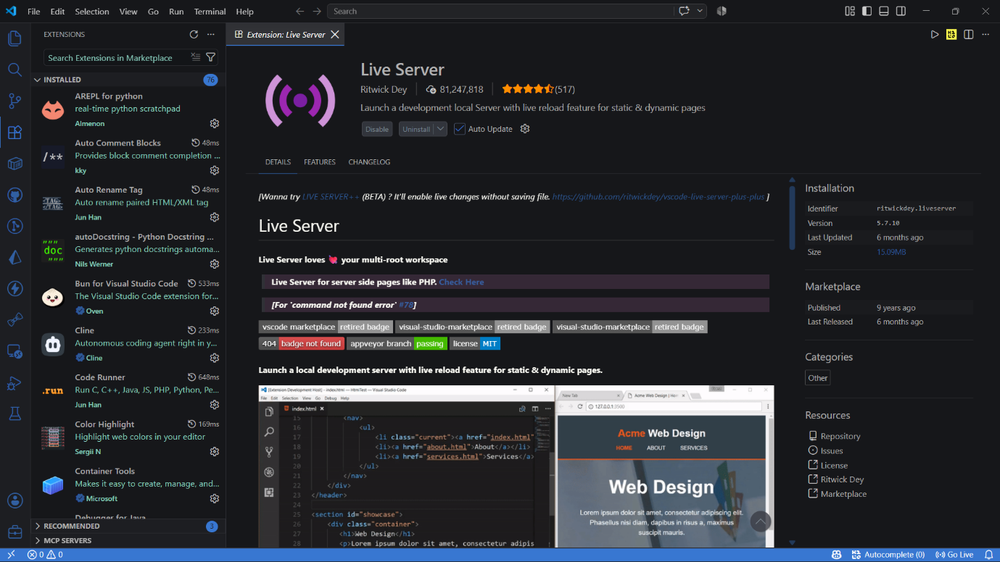 File Edit Selection View Go Run Terminal Help
Search
EXTENSIONS
Search Extensions in Marketplace
INSTALLED 76
AREPL for python
real-time python scratchpad
Almenon
Auto Comment Blocks 48ms
Provides block comment completion ...
kky
/**
Auto Rename Tag 48ms
Auto rename paired HTML/XML tag
Jun Han
<TAG>
autoDocstring - Python Docstring ...
Generates python docstrings automa...
Nils Werner
"""
doc
"""
Bun for Visual Studio Code 533ms
The Visual Studio Code extension for...
Oven
Cline 233ms
Autonomous coding agent right in y...
Cline
Code Runner 648ms
Run C, C++, Java, JS, PHP, Python, Pe...
Jun Han
.run
Color Highlight 169ms
Highlight web colors in your editor
Sergii N
Container Tools
Makes it easy to create, manage, and...
Microsoft
Debugger for Java
RECOMMENDED 3
MCP SERVERS
Extension: Live Server
Live Server
Ritwick Dey 81,247,818 (517)
Launch a development local Server with live reload feature for static & dynamic pages
Disable Uninstall Auto Update
DETAILS FEATURES CHANGELOG
[Wanna try LIVE SERVER++ (BETA) ? It'll enable live changes without saving file. https://github.com/ritwickdey/vscode-live-server-plus-plus ]
Live Server
Live Server loves 💘 your multi-root workspace
Live Server for server side pages like PHP. Check Here
[For `command not found error` #78]
vscode marketplace retired badge visual-studio-marketplace retired badge visual-studio-marketplace retired badge
404 badge not found appveyor branch passing license MIT
Launch a local development server with live reload feature for static & dynamic pages.
[Extension Development Host] - index.html — HtmlTest — Visual Studio Code
File Edit Selection View Go Debug Help
index.html
15 <nav>
16 <ul>
17 <li class="current"><a href="index.html"
18 <li><a href="about.html">About</a></li>
19 <li><a href="services.html">Services</a>
20 </ul>
21 </nav>
22 </div>
23 </header>
24
25 <section id="showcase">
26 <div class="container">
27 <h1>Web Design</h1>
28 <p>Lorem ipsum dolor sit amet, consectetur adipis
New Tab Acme Web Design | Ho
127.0.0.1:3500
Acme Web Design
HOME ABOUT SERVICES
Web Design
Lorem ipsum dolor sit amet, consectetur adipiscing elit.
Phasellus nisi diam, dapibus in risus a, maximus
suscipit mauris.
Installation
Identifier ritwickdey.liveserver
Version 5.7.10
Last Updated 6 months ago
Size 15.09MB
Marketplace
Published 9 years ago
Last Released 6 months ago
Categories
Other
Resources
Repository
Issues
License
Ritwick Dey
Marketplace
0 0 Autocomplete (0) Go Live